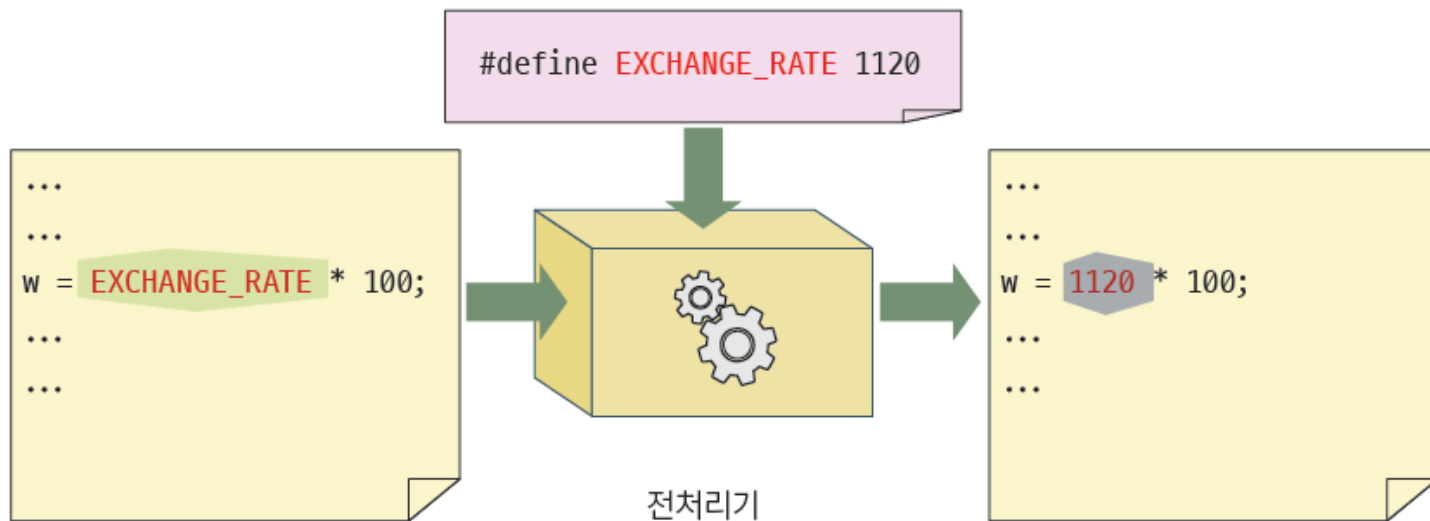 #define EXCHANGE_RATE 1120
...
...
w = EXCHANGE_RATE * 100;
...
...
전처리기
...
...
w = 1120 * 100;
...
...